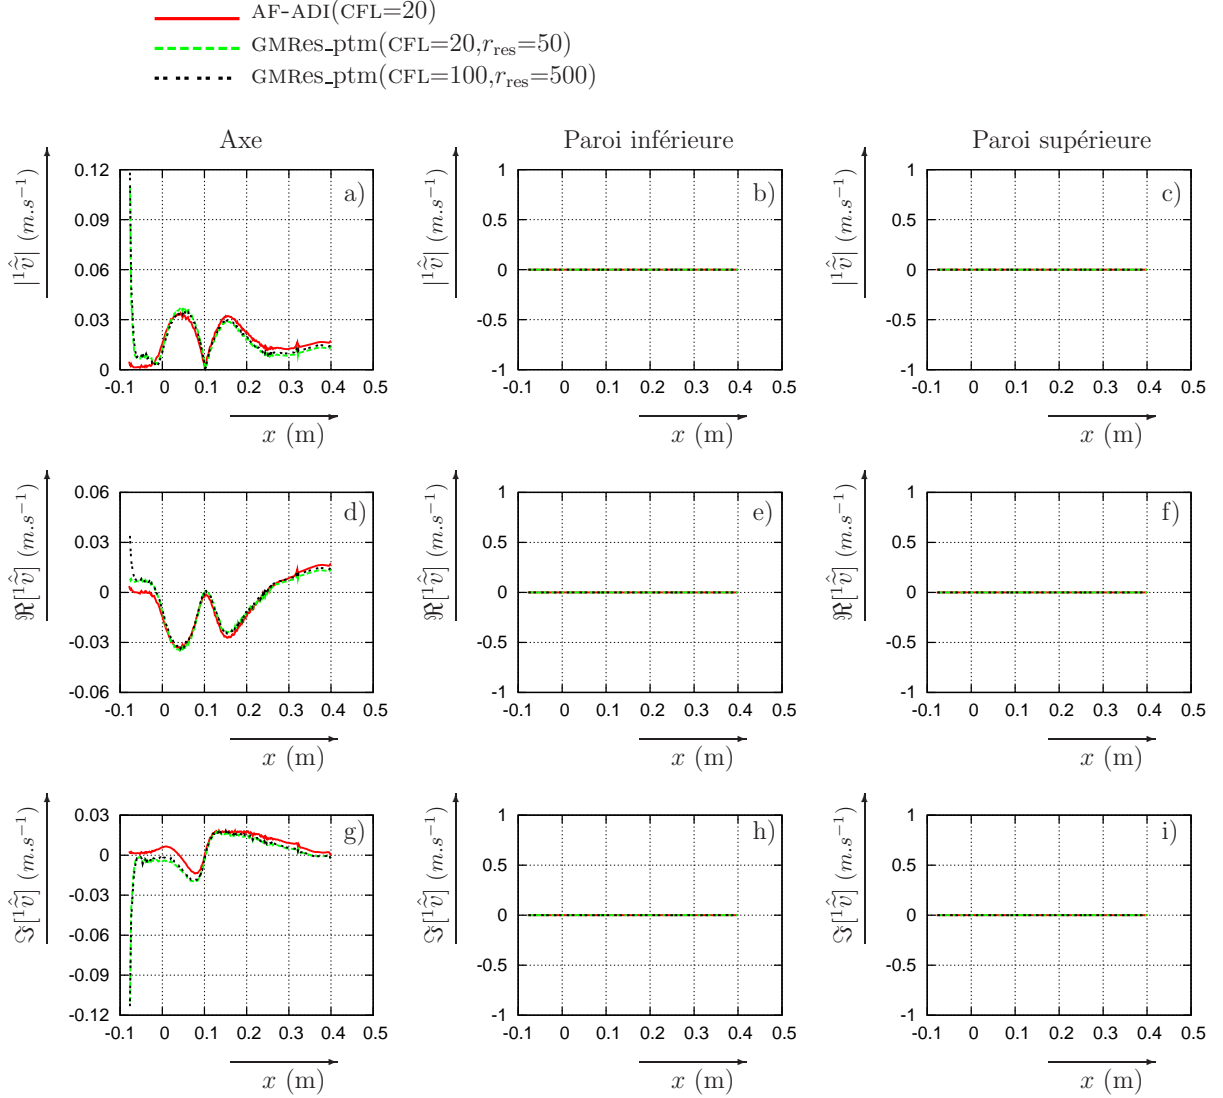 AF-ADI(CFL=20)
GMRes_ptm(CFL=20,r_res=50)
GMRes_ptm(CFL=100,r_res=500)
Axe
Paroi inférieure
Paroi supérieure
|¹ṽ̂| (m.s⁻¹)
0.12
0.09
0.06
0.03
0
a)
-0.1 0 0.1 0.2 0.3 0.4 0.5
x (m)
|¹ṽ̂| (m.s⁻¹)
1
0.5
0
-0.5
-1
b)
-0.1 0 0.1 0.2 0.3 0.4 0.5
x (m)
|¹ṽ̂| (m.s⁻¹)
1
0.5
0
-0.5
-1
c)
-0.1 0 0.1 0.2 0.3 0.4 0.5
x (m)
ℜ[¹ṽ̂] (m.s⁻¹)
0.06
0.03
0
-0.03
-0.06
d)
-0.1 0 0.1 0.2 0.3 0.4 0.5
x (m)
ℜ[¹ṽ̂] (m.s⁻¹)
1
0.5
0
-0.5
-1
e)
-0.1 0 0.1 0.2 0.3 0.4 0.5
x (m)
ℜ[¹ṽ̂] (m.s⁻¹)
1
0.5
0
-0.5
-1
f)
-0.1 0 0.1 0.2 0.3 0.4 0.5
x (m)
ℑ[¹ṽ̂] (m.s⁻¹)
0.03
0
-0.03
-0.06
-0.09
-0.12
g)
-0.1 0 0.1 0.2 0.3 0.4 0.5
x (m)
ℑ[¹ṽ̂] (m.s⁻¹)
1
0.5
0
-0.5
-1
h)
-0.1 0 0.1 0.2 0.3 0.4 0.5
x (m)
ℑ[¹ṽ̂] (m.s⁻¹)
1
0.5
0
-0.5
-1
i)
-0.1 0 0.1 0.2 0.3 0.4 0.5
x (m)